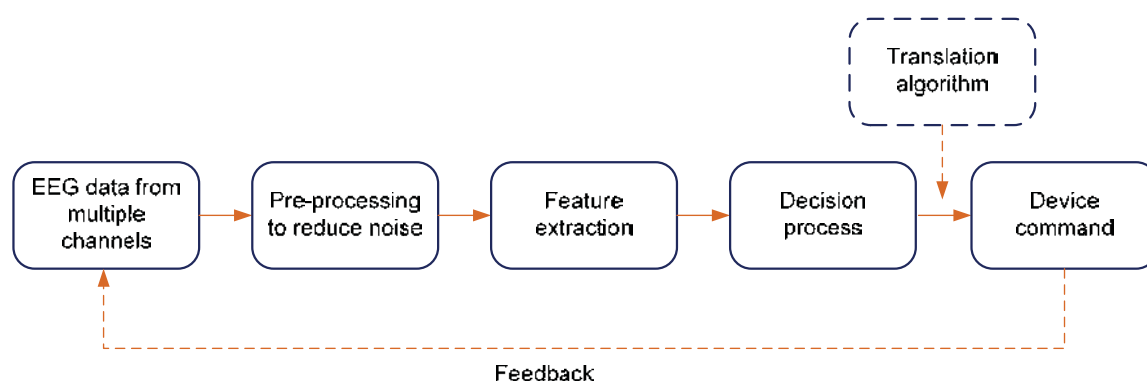 Translation
algorithm
EEG data from
multiple
channels
Pre-processing
to reduce noise
Feature
extraction
Decision
process
Device
command
Feedback